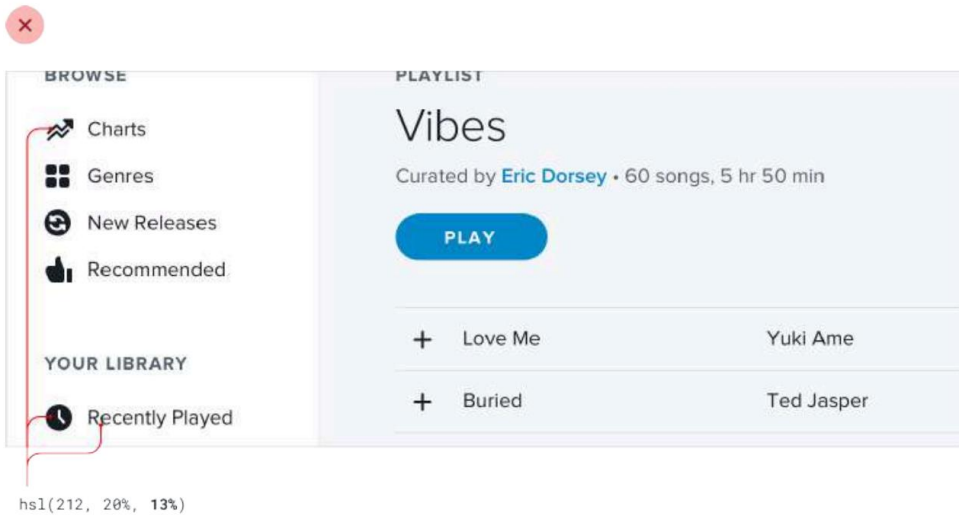 BROWSE
Charts
Genres
New Releases
Recommended
YOUR LIBRARY
Recently Played
PLAYLIST
Vibes
Curated by Eric Dorsey • 60 songs, 5 hr 50 min
PLAY
+ Love Me Yuki Ame
+ Buried Ted Jasper
hsl(212, 20%, 13%)